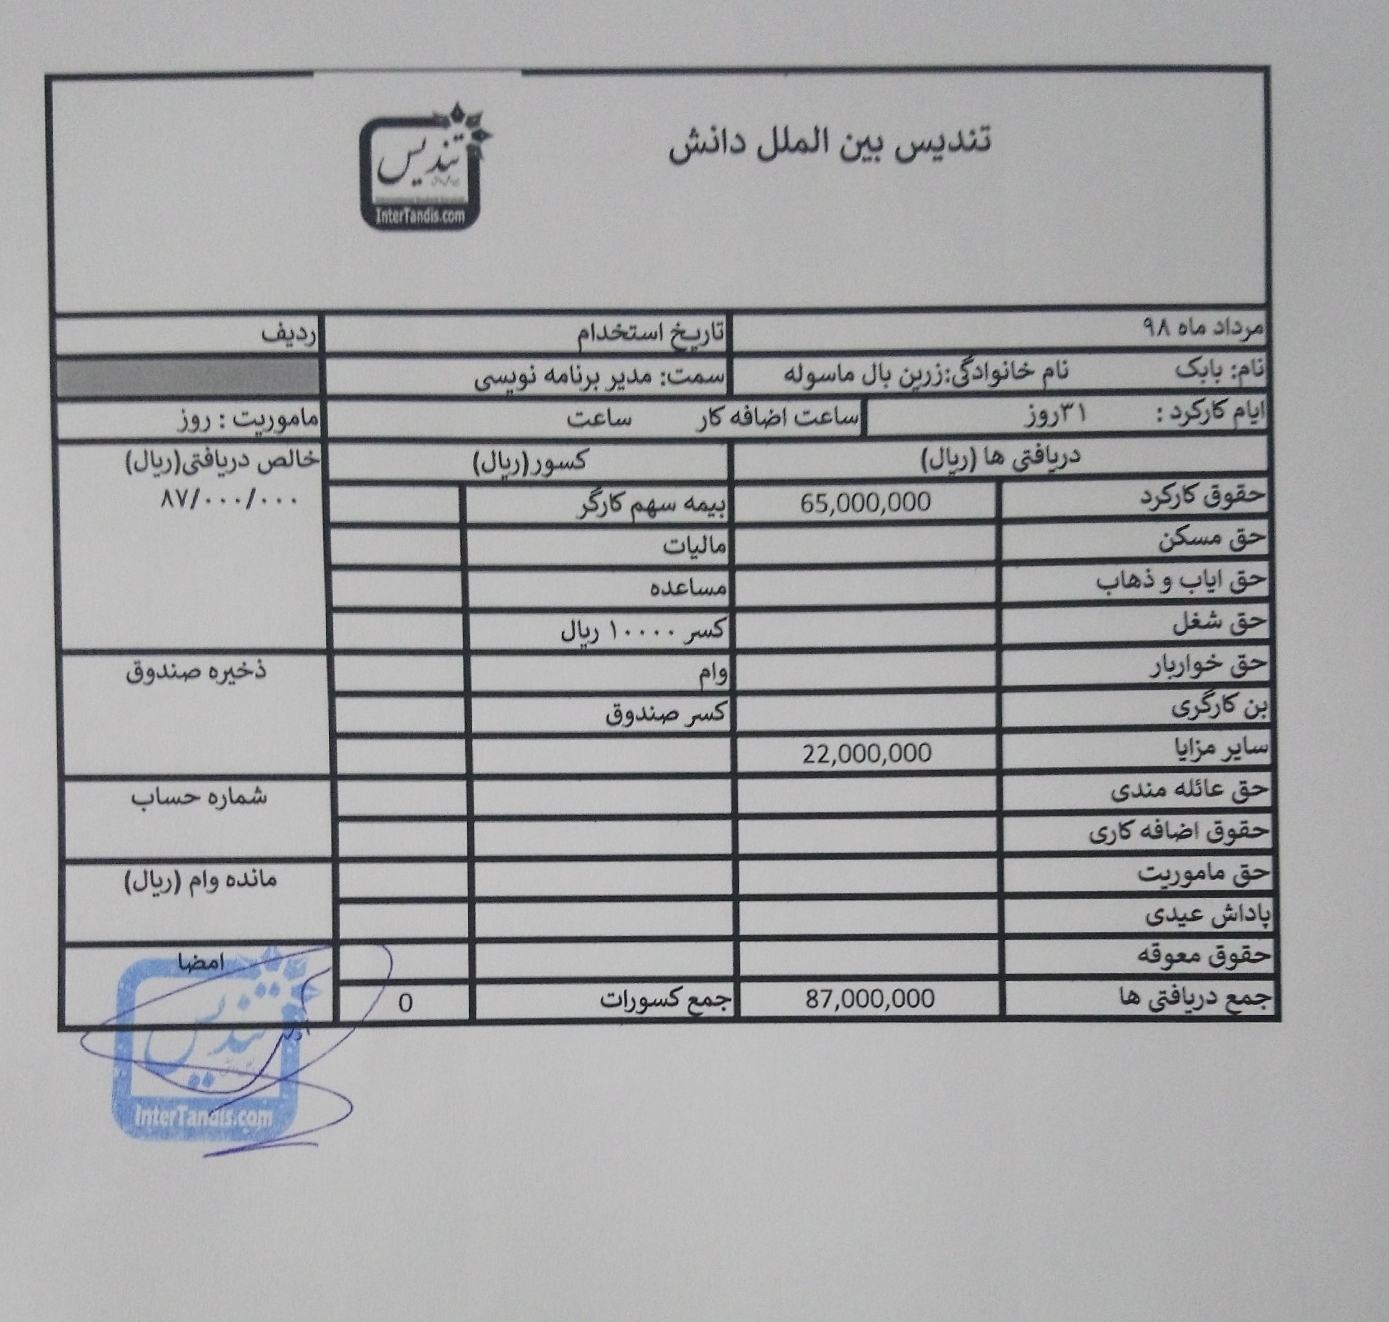 تندیس بین الملل دانش
تندیس
InterTandis.com
مرداد ماه ۹۸ تاریخ استخدام ردیف
نام: بابک نام خانوادگی:زرین بال ماسوله سمت: مدیر برنامه نویسی
ایام کارکرد : ۳۱روز ساعت اضافه کار ساعت ماموریت : روز
دریافتی ها (ریال) کسور(ریال) خالص دریافتی(ریال)
حقوق کارکرد 65,000,000 بیمه سهم کارگر ۸۷/۰۰۰/۰۰۰
حق مسکن مالیات
حق ایاب و ذهاب مساعده
حق شغل کسر ۱۰۰۰۰ ریال
حق خواربار وام ذخیره صندوق
بن کارگری کسر صندوق
سایر مزایا 22,000,000
حق عائله مندی شماره حساب
حقوق اضافه کاری
حق ماموریت مانده وام (ریال)
پاداش عیدی
حقوق معوقه امضا
جمع دریافتی ها 87,000,000 جمع کسورات 0
تندیس
InterTandis.com